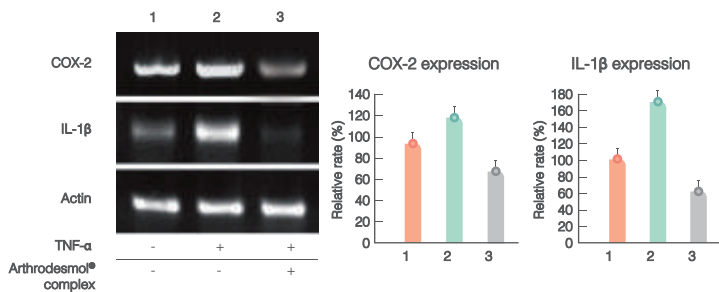 1 2 3
COX-2
IL-1β
Actin
TNF-α - + +
Arthrodesmol® complex - - +
COX-2 expression
Relative rate (%)
140
120
100
80
60
40
20
0
1 2 3
IL-1β expression
Relative rate (%)
180
160
140
120
100
80
60
40
20
0
1 2 3